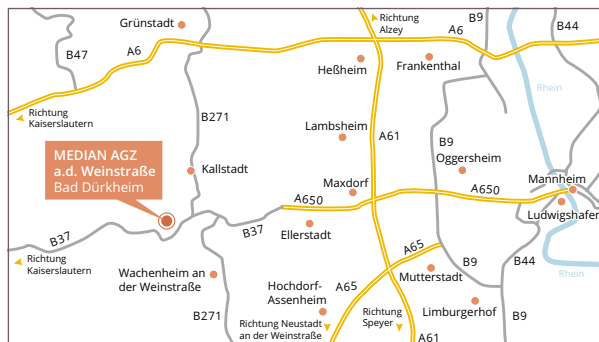 Grünstadt
B47
A6
Richtung
Alzey
B9
A6
B44
Heßheim
Frankenthal
Rhein
Richtung
Kaiserslautern
B271
Lambsheim
A61
B9
Oggersheim
MEDIAN AGZ
a.d. Weinstraße
Bad Dürkheim
Kallstadt
Maxdorf
A650
A650
Mannheim
Ludwigshafen
B37
B37
Ellerstadt
A65
Richtung
Kaiserslautern
Wachenheim an
der Weinstraße
Hochdorf-
Assenheim
A65
Mutterstadt
B9
B44
Rhein
B271
Richtung Neustadt
an der Weinstraße
Richtung
Speyer
Limburgerhof
A61
B9